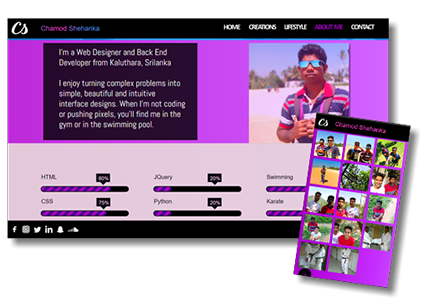 Cs
Chamod Shehanka
HOME CREATIONS LIFESTYLE ABOUT ME CONTACT
I'm a Web Designer and Back End
Developer from Kaluthara, Srilanka
I enjoy turning complex problems into
simple, beautiful and intuitive
interface designs. When I'm not coding
or pushing pixels, you'll find me in the
gym or in the swimming pool.
HTML 80%
JQuery 20%
Swimming
CSS 75%
Python 20%
Karate
Cs Chamod Shehanka